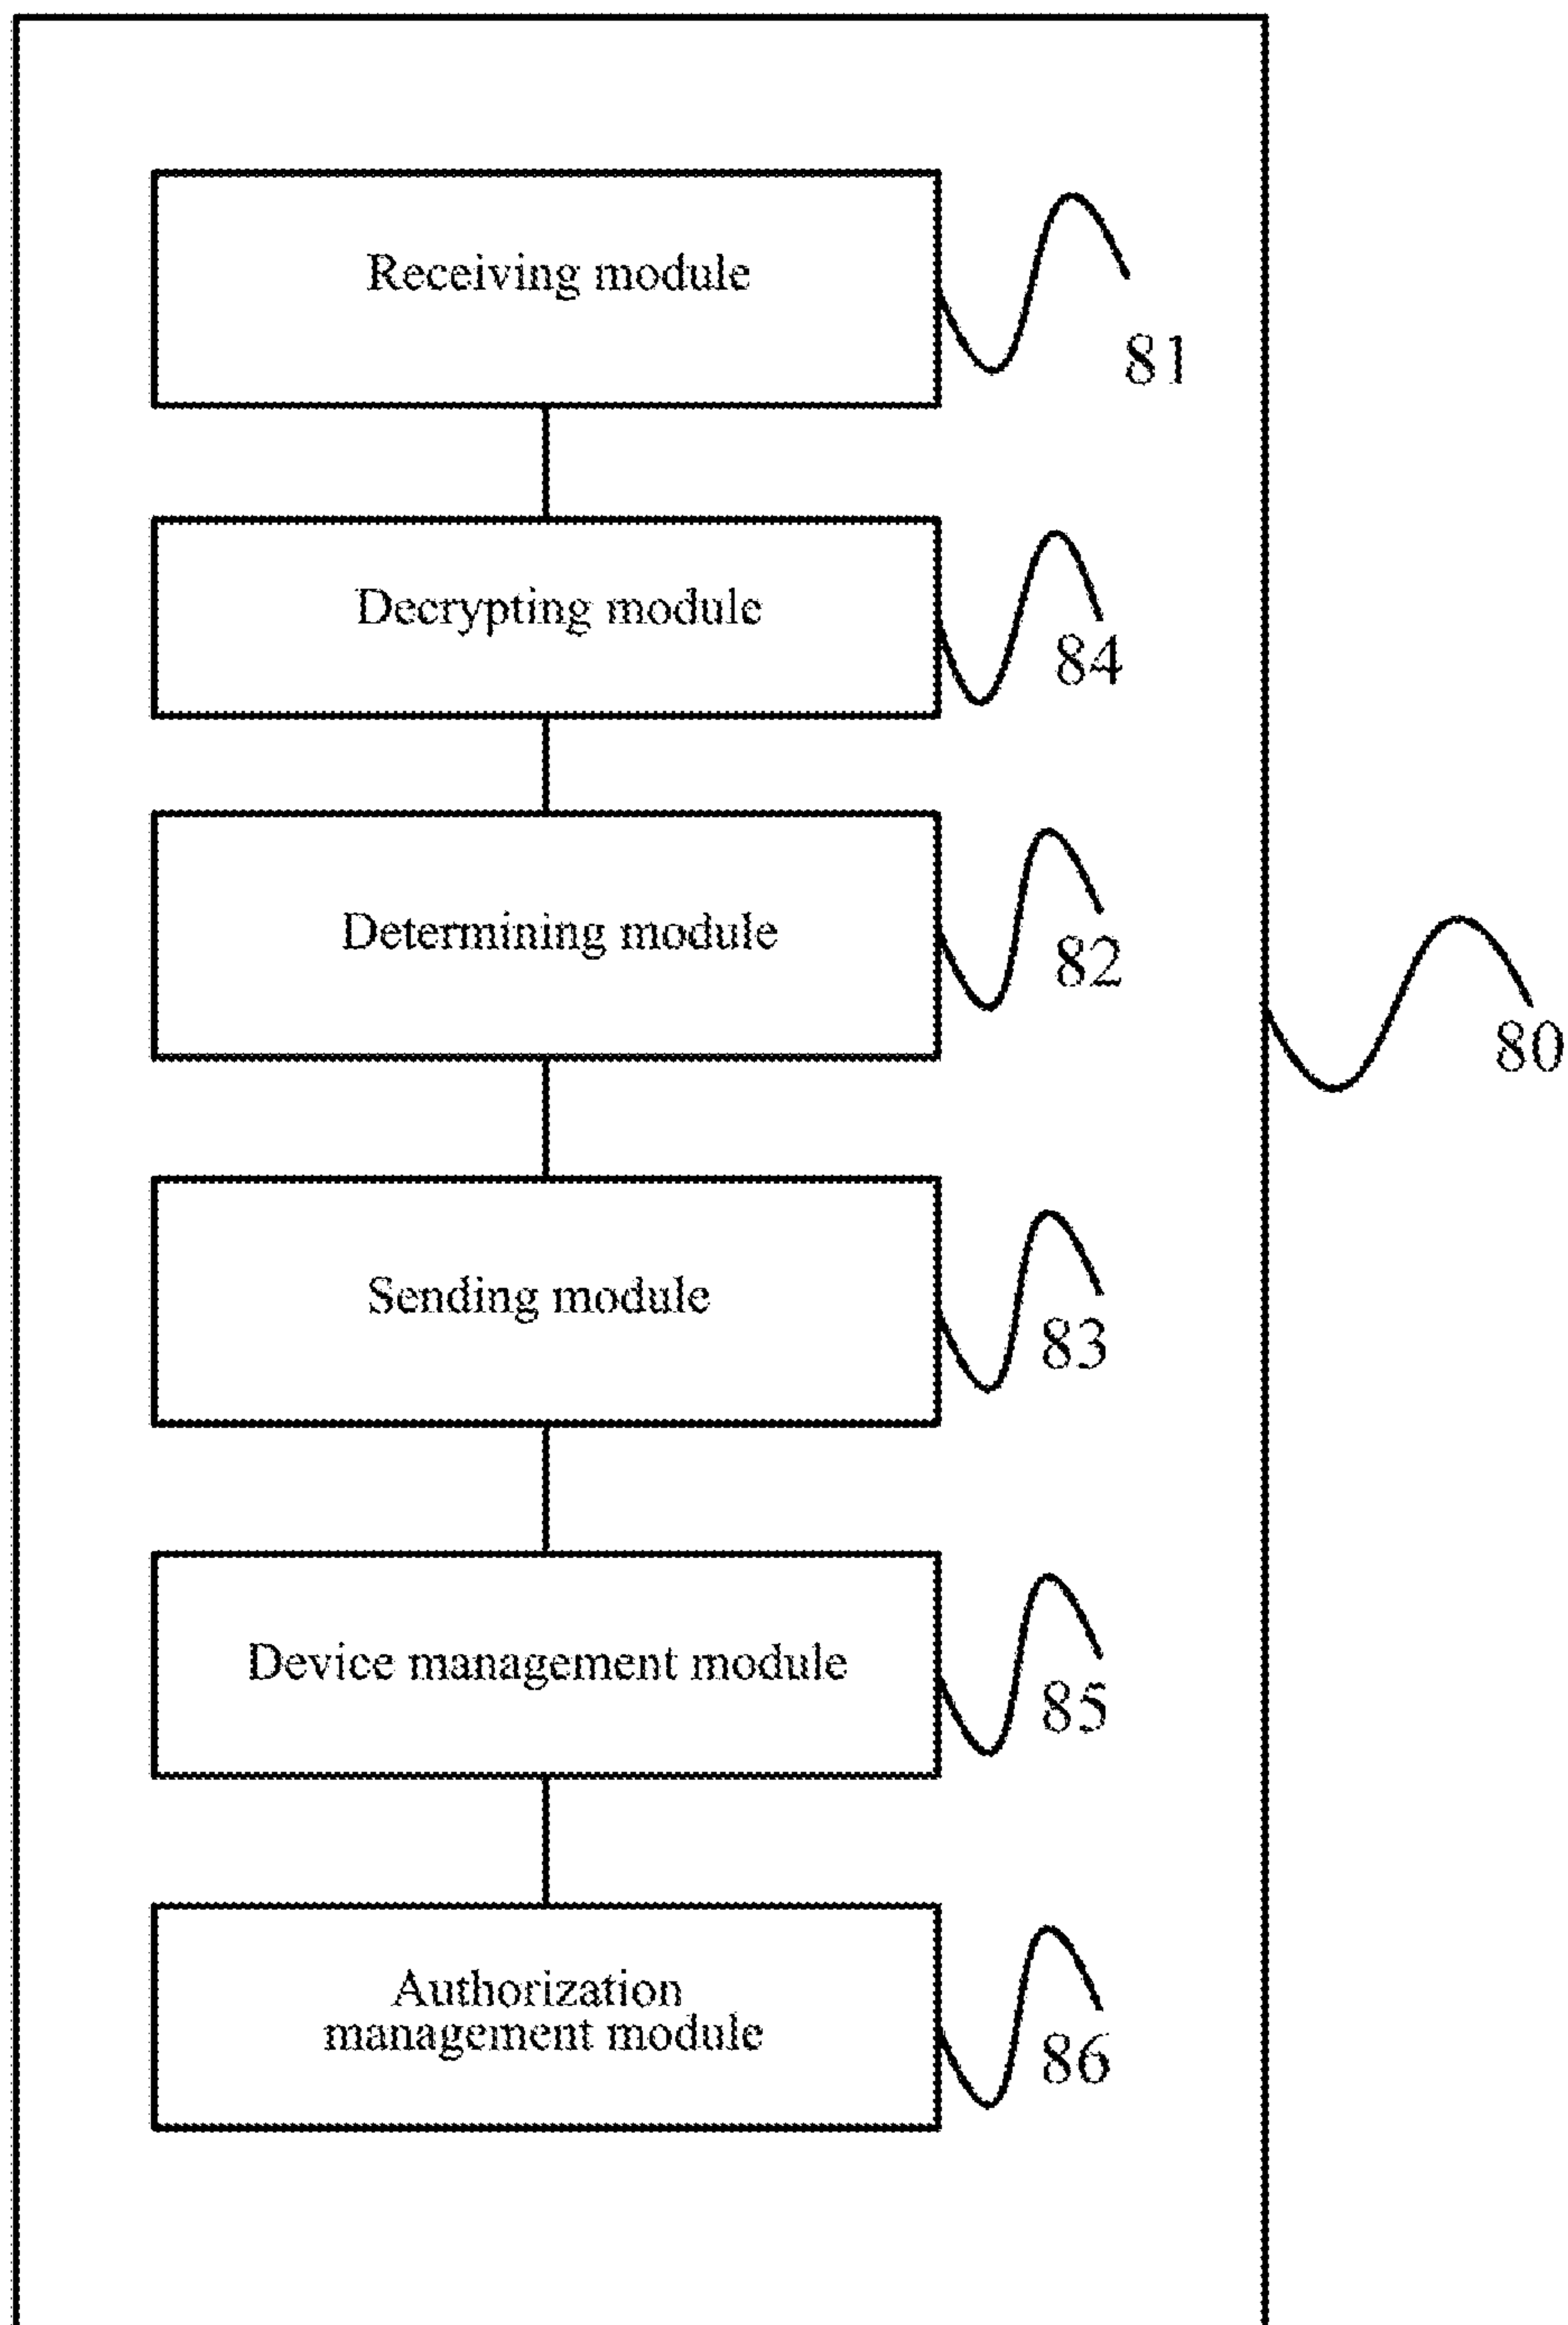 Receiving module
81
Decrypting module
84
Determining module
82
80
Sending module
83
Device management module
85
Authorization
management module
86